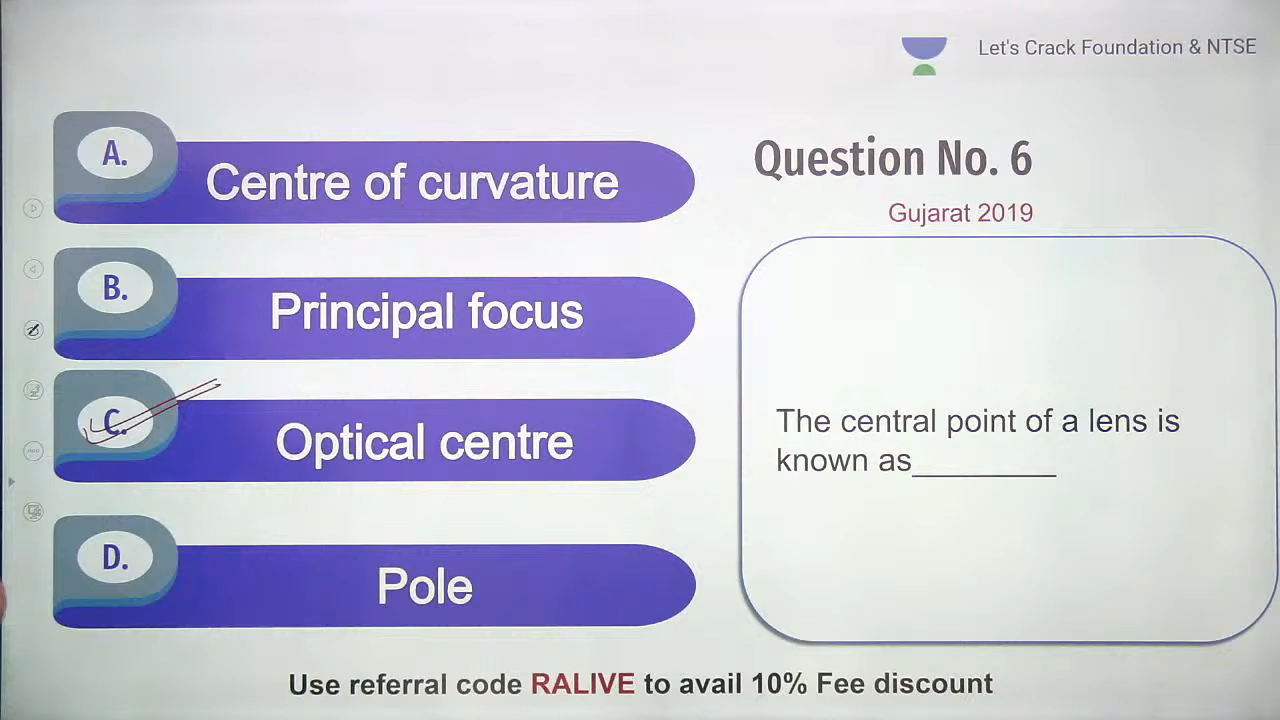 Let's Crack Foundation & NTSE
A.
Centre of curvature
B.
Principal focus
C.
Optical centre
D.
Pole
Question No. 6
Gujarat 2019
The central point of a lens is
known as________
Use referral code RALIVE to avail 10% Fee discount